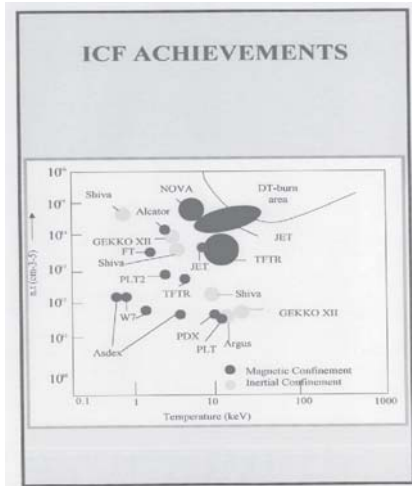 ICF ACHIEVEMENTS
Shiva
NOVA
DT-burn
area
Alcator
GEKKO XII
FT
Shiva
JET
JET
TFTR
PLT2
TFTR
Shiva
W7
GEKKO XII
Asdex
PDX
PLT
Argus
Magnetic Confinement
Inertial Confinement
0.1
1
10
100
400
1000
Temperature (keV)